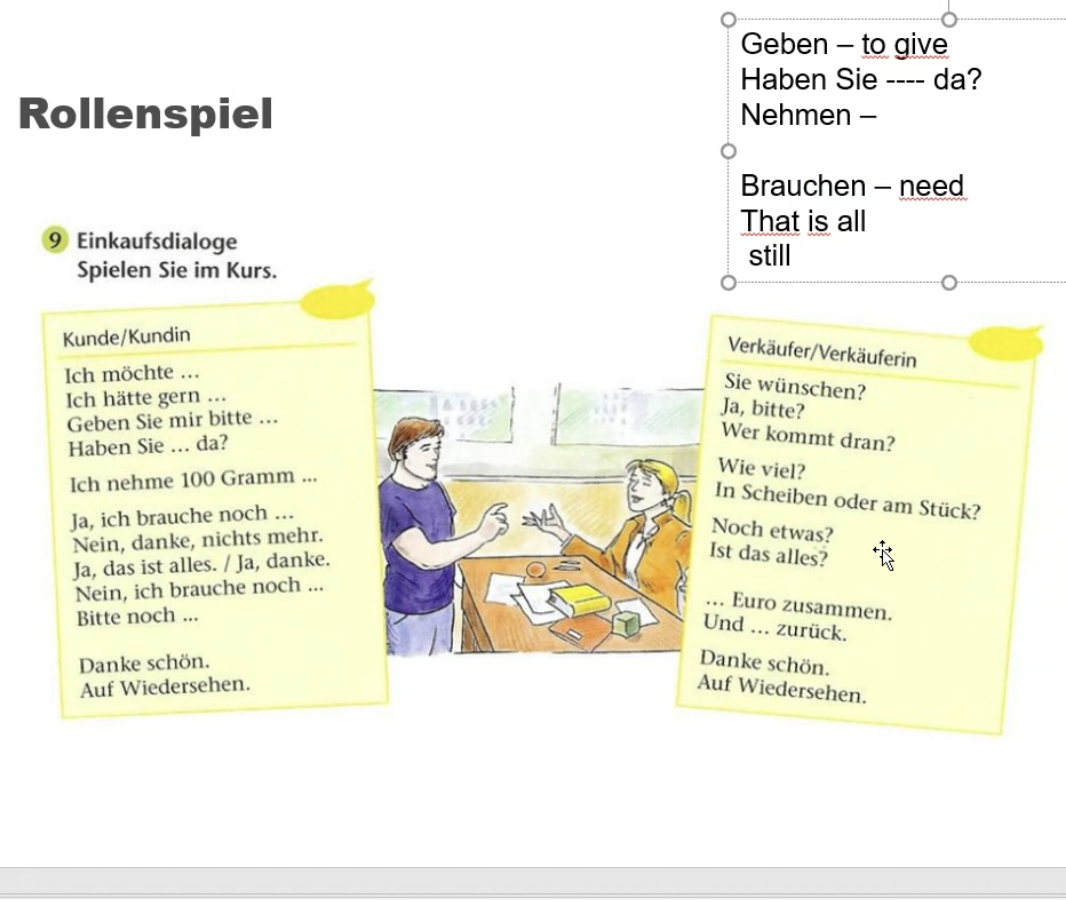 Geben – to give
Haben Sie ---- da?
Nehmen –
Brauchen – need
That is all
still
Rollenspiel
9 Einkaufsdialoge
Spielen Sie im Kurs.
Kunde/Kundin
Ich möchte ...
Ich hätte gern ...
Geben Sie mir bitte ...
Haben Sie ... da?
Ich nehme 100 Gramm ...
Ja, ich brauche noch ...
Nein, danke, nichts mehr.
Ja, das ist alles. / Ja, danke.
Nein, ich brauche noch ...
Bitte noch ...
Danke schön.
Auf Wiedersehen.
Verkäufer/Verkäuferin
Sie wünschen?
Ja, bitte?
Wer kommt dran?
Wie viel?
In Scheiben oder am Stück?
Noch etwas?
Ist das alles?
... Euro zusammen.
Und ... zurück.
Danke schön.
Auf Wiedersehen.